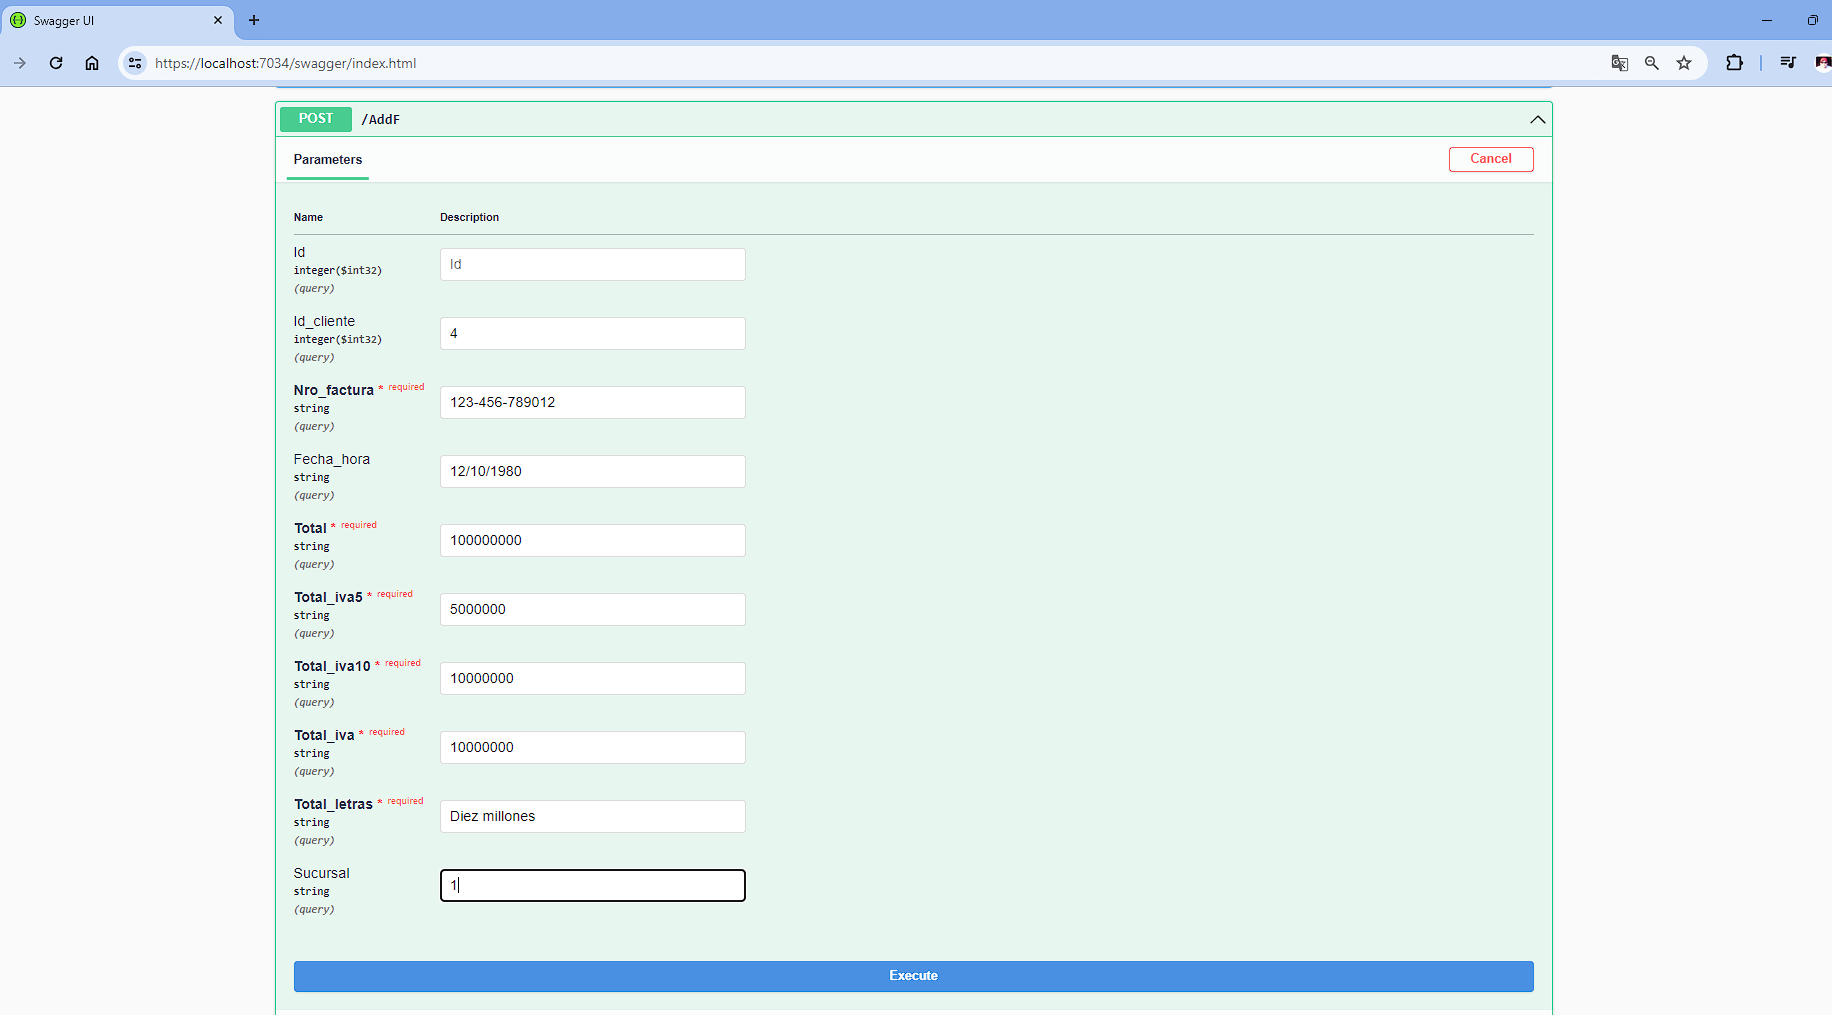 Swagger UI
https://localhost:7034/swagger/index.html
POST /AddF
Parameters
Cancel
Name Description
Id
integer($int32)
(query)
Id
Id_cliente
integer($int32)
(query)
4
Nro_factura * required
string
(query)
123-456-789012
Fecha_hora
string
(query)
12/10/1980
Total * required
string
(query)
100000000
Total_iva5 * required
string
(query)
5000000
Total_iva10 * required
string
(query)
10000000
Total_iva * required
string
(query)
10000000
Total_letras * required
string
(query)
Diez millones
Sucursal
string
(query)
1
Execute